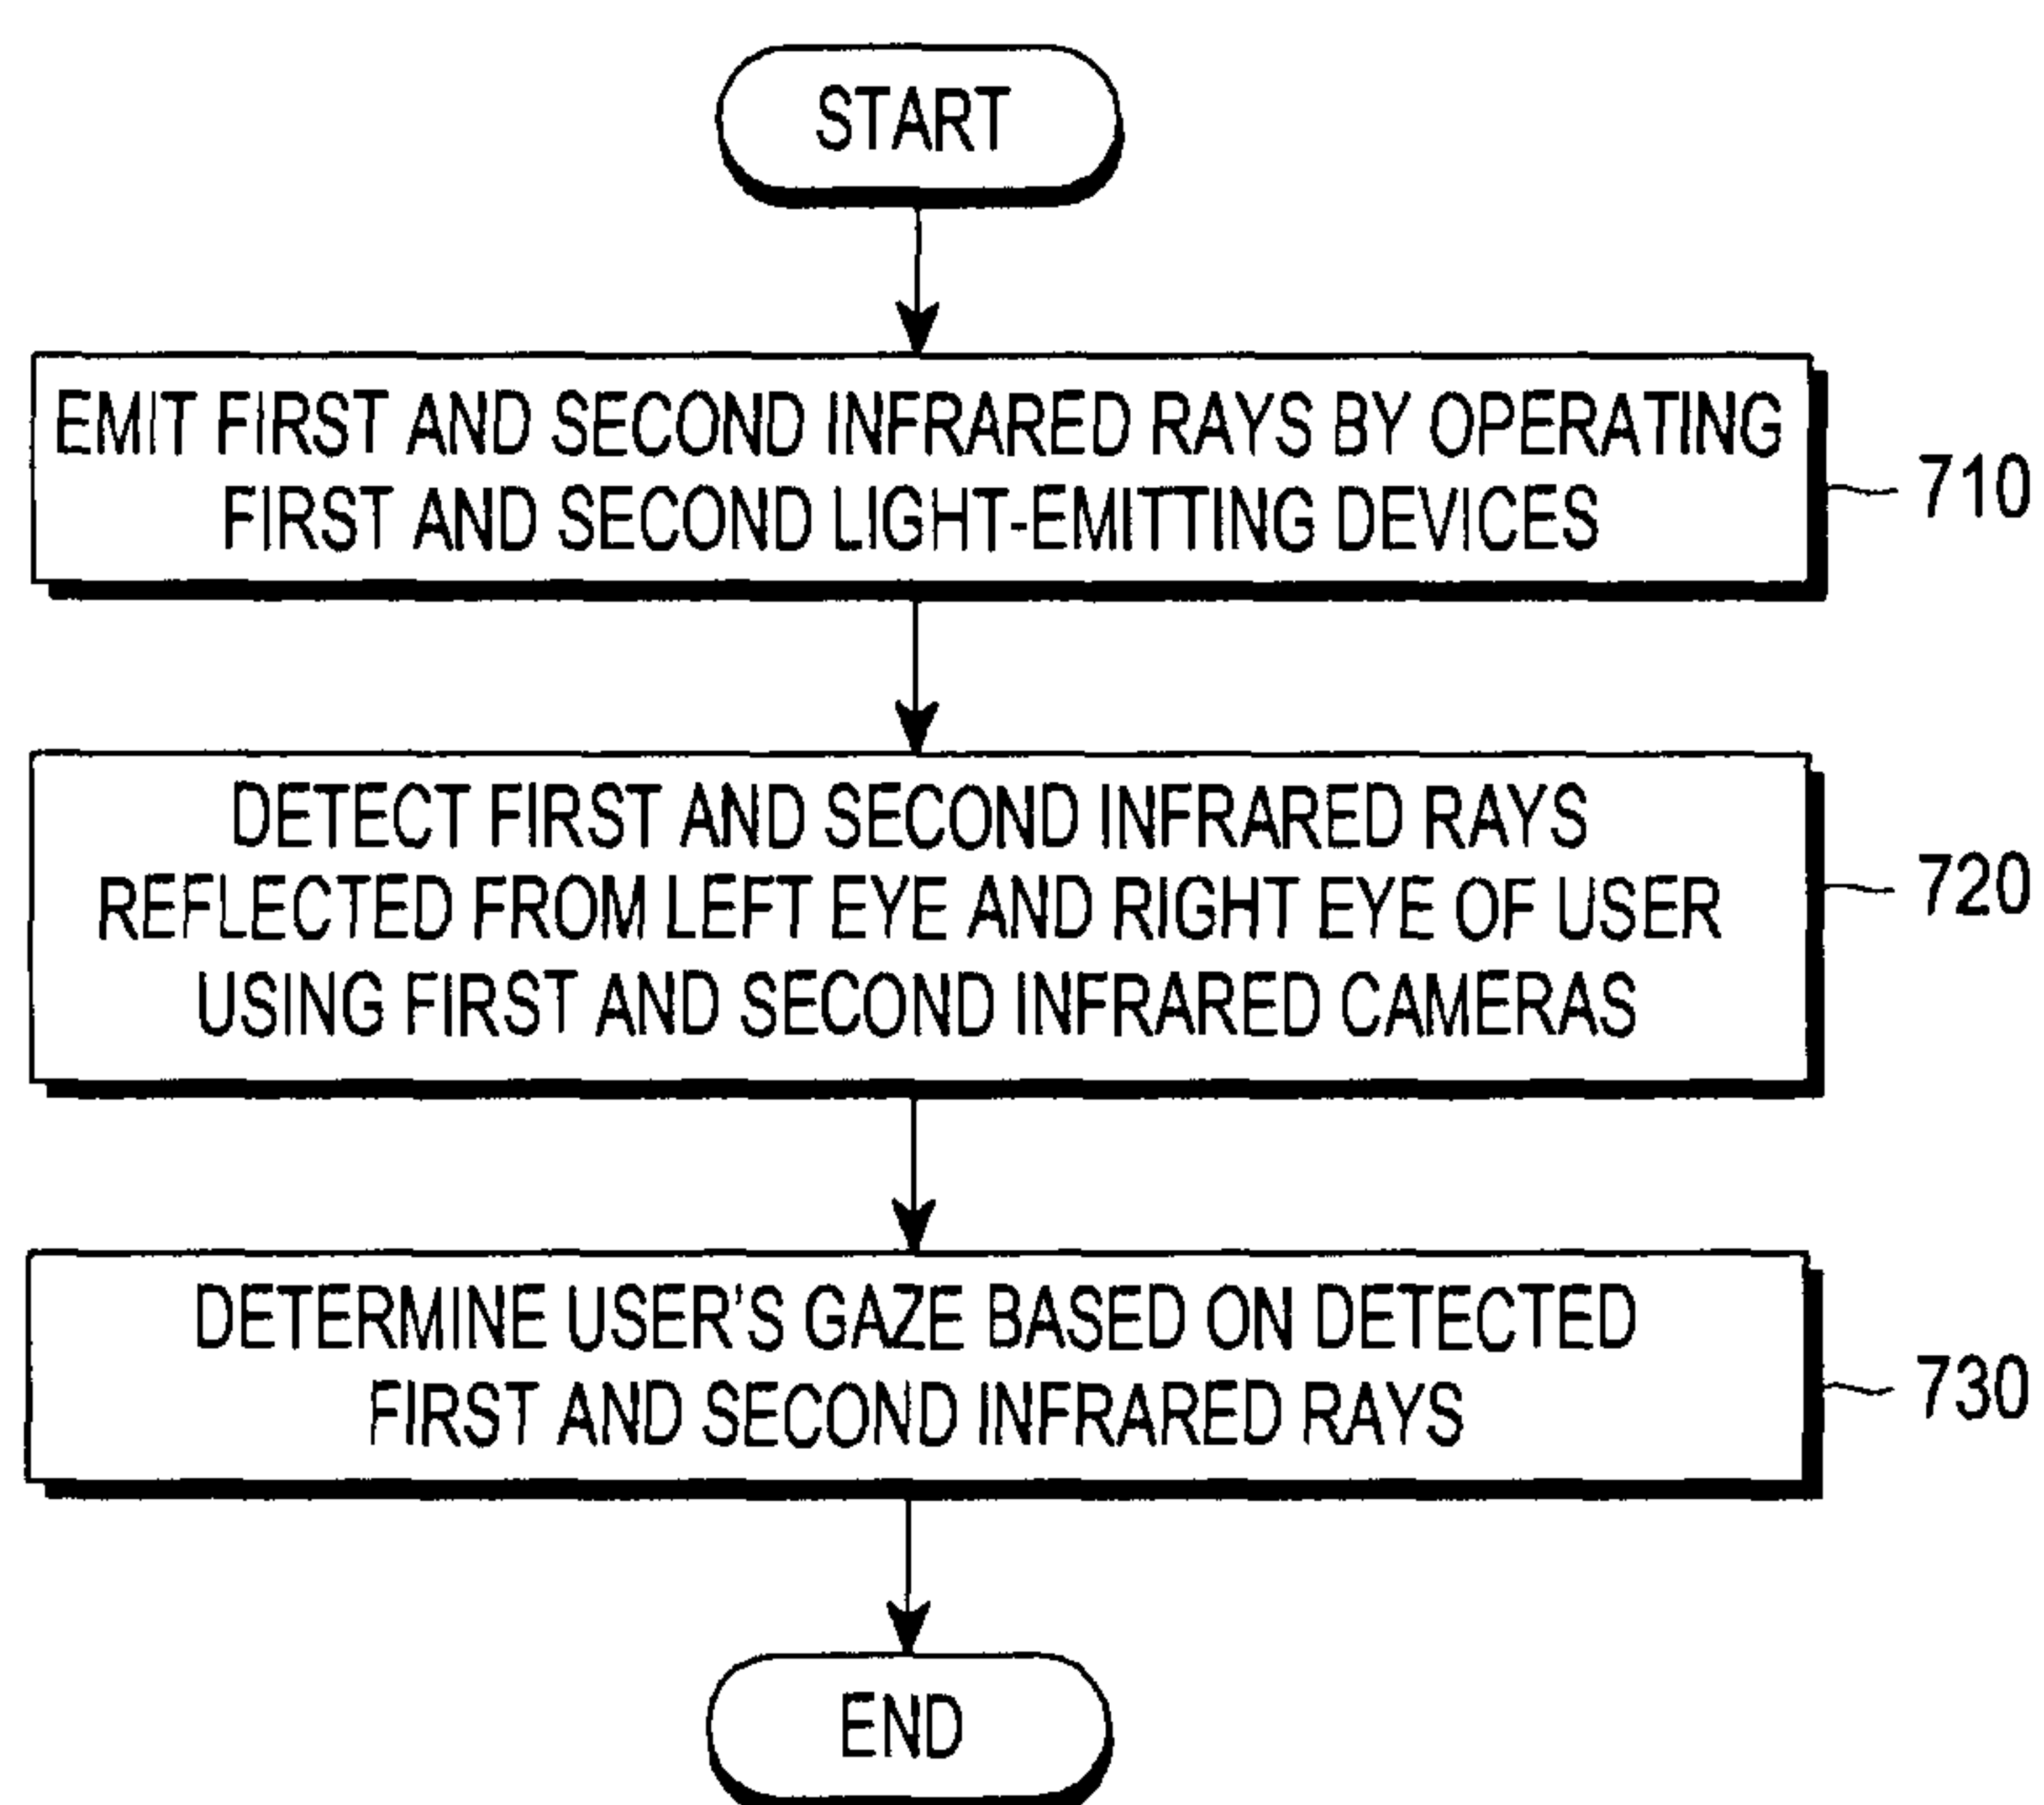 START
EMIT FIRST AND SECOND INFRARED RAYS BY OPERATING
FIRST AND SECOND LIGHT-EMITTING DEVICES
710
DETECT FIRST AND SECOND INFRARED RAYS
REFLECTED FROM LEFT EYE AND RIGHT EYE OF USER
USING FIRST AND SECOND INFRARED CAMERAS
720
DETERMINE USER'S GAZE BASED ON DETECTED
FIRST AND SECOND INFRARED RAYS
730
END